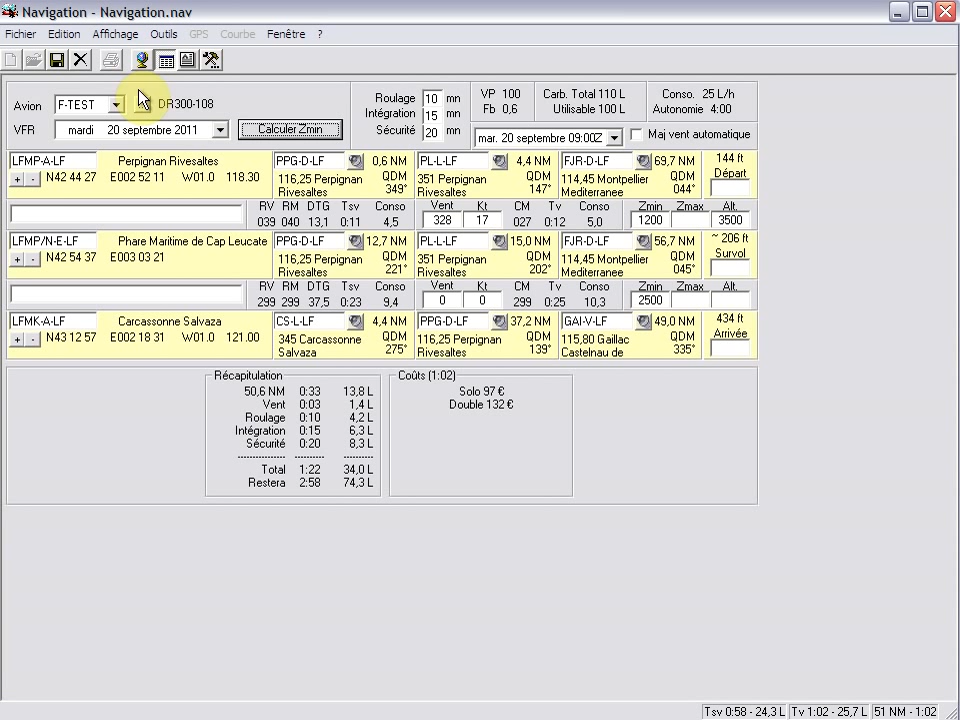 Navigation - Navigation.nav
Fichier Edition Affichage Outils GPS Courbe Fenêtre ?
Avion F-TEST DR300-108
VFR mardi 20 septembre 2011 Calculer Zmin
Roulage 10 mn
Intégration 15 mn
Sécurité 20 mn
VP 100
Fb 0,6
Carb. Total 110 L
Utilisable 100 L
Conso. 25 L/h
Autonomie 4:00
mar. 20 septembre 09:00Z Maj vent automatique
LFMP-A-LF Perpignan Rivesaltes
+ - N42 44 27 E002 52 11 W01.0 118.30
PPG-D-LF 0,6 NM
116,25 Perpignan QDM
Rivesaltes 349°
PL-L-LF 4,4 NM
351 Perpignan QDM
Rivesaltes 147°
FJR-D-LF 69,7 NM
114,45 Montpellier QDM
Mediterranee 044°
144 ft
Départ
RV RM DTG Tsv Conso Vent Kt CM Tv Conso Zmin Zmax Alt.
039 040 13,1 0:11 4,5 328 17 027 0:12 5,0 1200 3500
LFMP/N-E-LF Phare Maritime de Cap Leucate
+ - N42 54 37 E003 03 21
PPG-D-LF 12,7 NM
116,25 Perpignan QDM
Rivesaltes 221°
PL-L-LF 15,0 NM
351 Perpignan QDM
Rivesaltes 202°
FJR-D-LF 56,7 NM
114,45 Montpellier QDM
Mediterranee 045°
~ 206 ft
Survol
RV RM DTG Tsv Conso Vent Kt CM Tv Conso Zmin Zmax Alt.
299 299 37,5 0:23 9,4 0 0 299 0:25 10,3 2500
LFMK-A-LF Carcassonne Salvaza
+ - N43 12 57 E002 18 31 W01.0 121.00
CS-L-LF 4,4 NM
345 Carcassonne QDM
Salvaza 275°
PPG-D-LF 37,2 NM
116,25 Perpignan QDM
Rivesaltes 139°
GAI-V-LF 49,0 NM
115,80 Gaillac QDM
Castelnau de 335°
434 ft
Arrivée
Récapitulation
50,6 NM 0:33 13,8 L
Vent 0:03 1,4 L
Roulage 0:10 4,2 L
Intégration 0:15 6,3 L
Sécurité 0:20 8,3 L
Total 1:22 34,0 L
Restera 2:58 74,3 L
Coûts (1:02)
Solo 97 €
Double 132 €
Tsv 0:58 - 24,3 L Tv 1:02 - 25,7 L 51 NM - 1:02